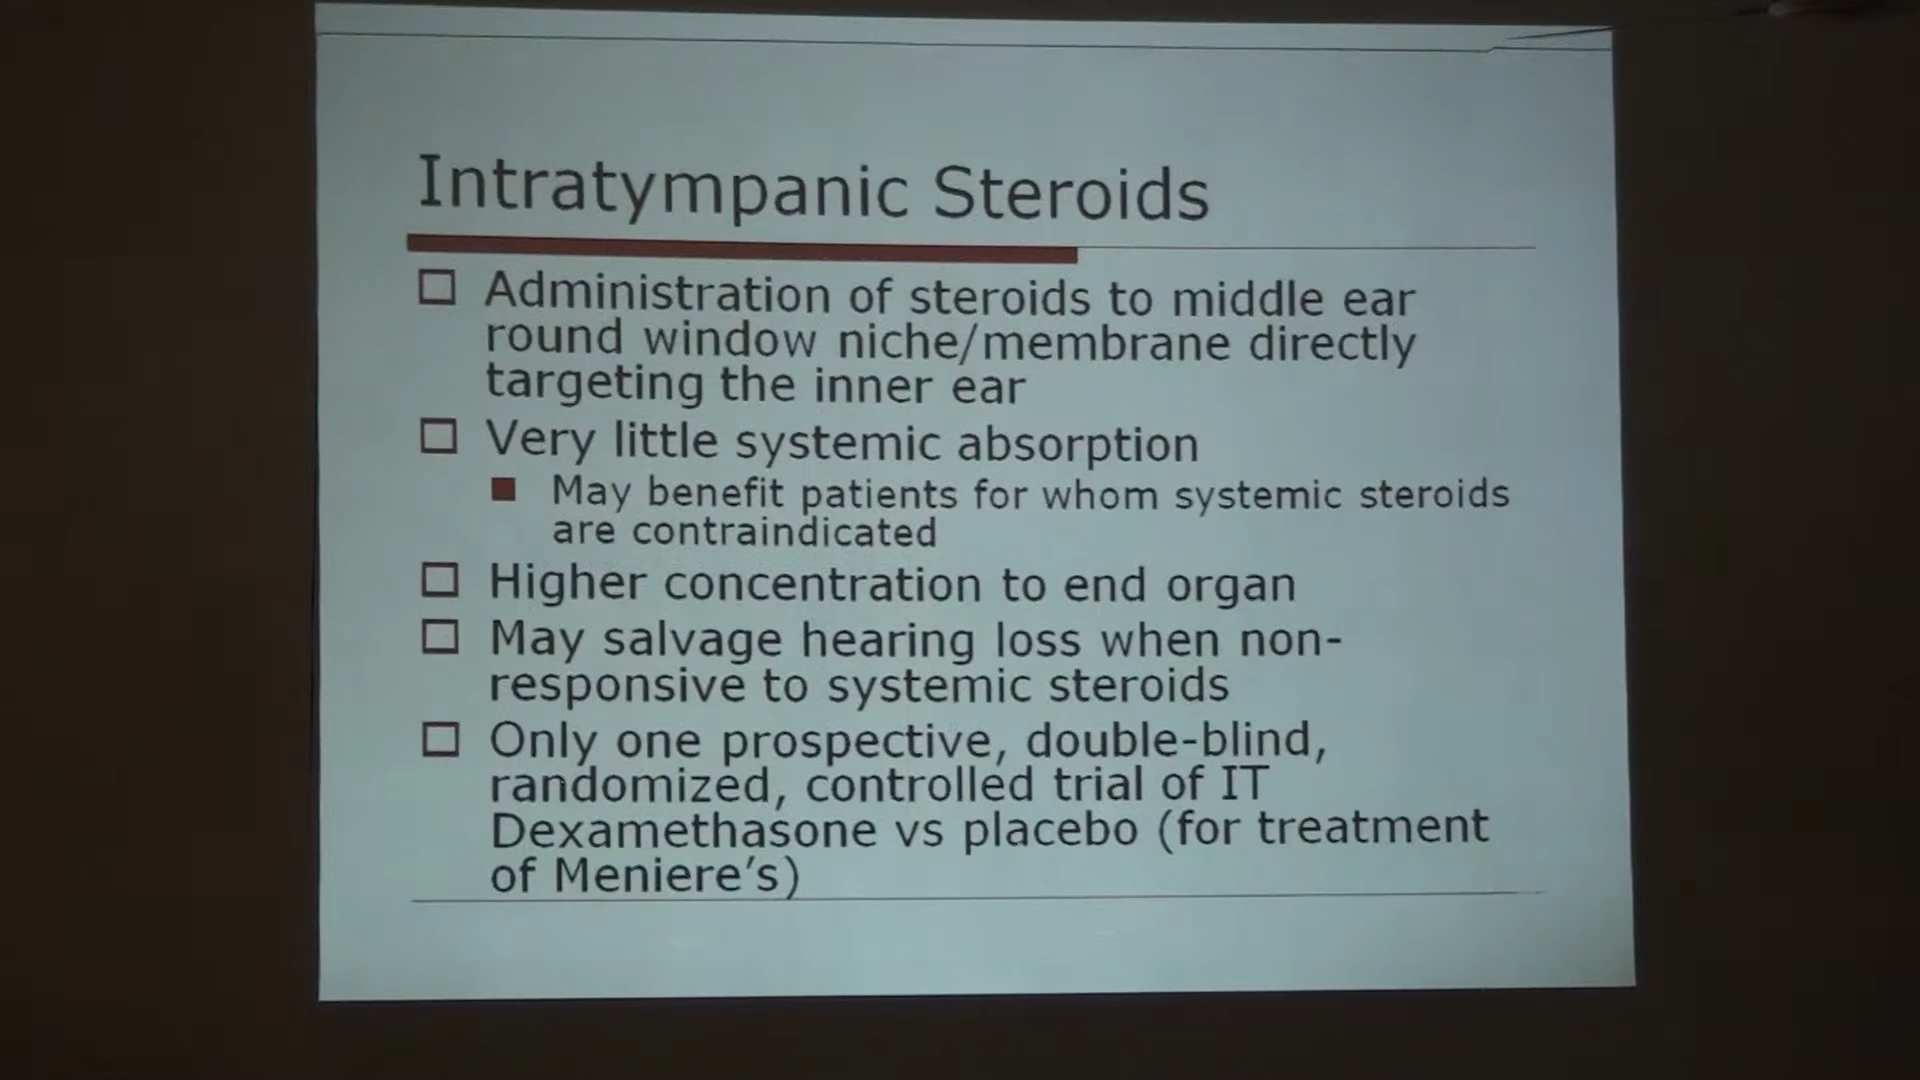 Intratympanic Steroids
Administration of steroids to middle ear
round window niche/membrane directly
targeting the inner ear
Very little systemic absorption
May benefit patients for whom systemic steroids
are contraindicated
Higher concentration to end organ
May salvage hearing loss when non-
responsive to systemic steroids
Only one prospective, double-blind,
randomized, controlled trial of IT
Dexamethasone vs placebo (for treatment
of Meniere's)